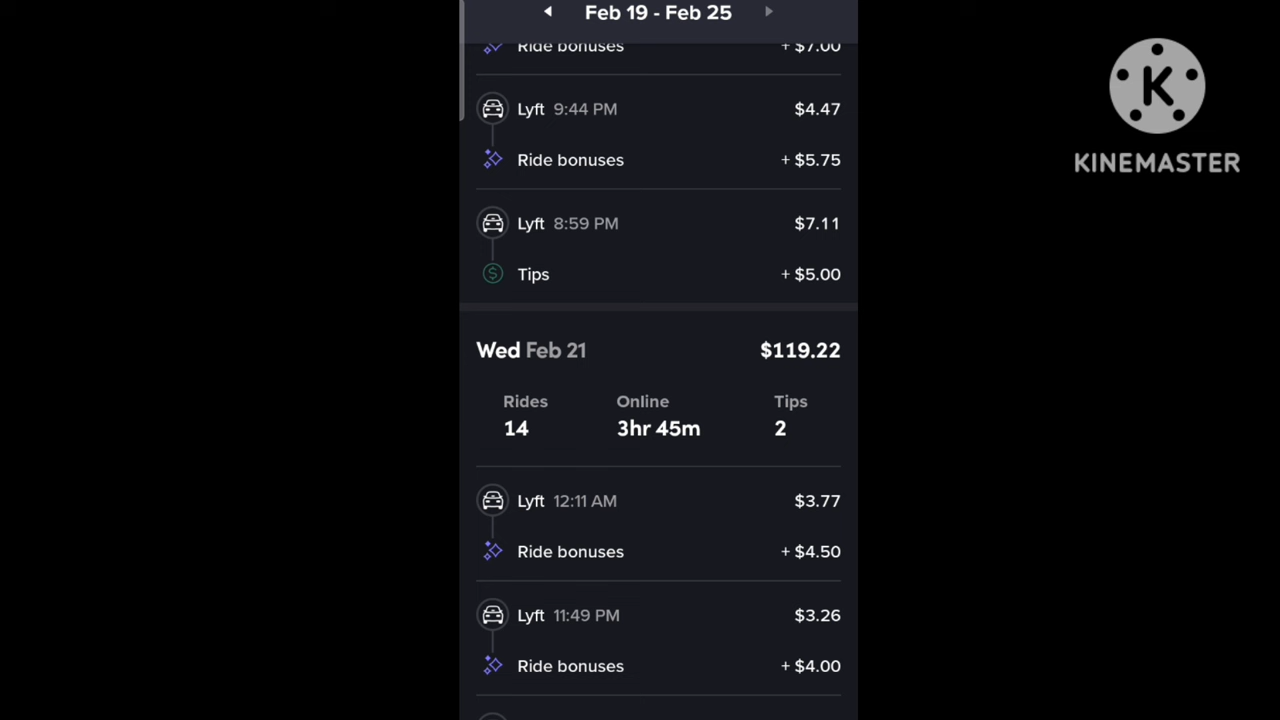 Feb 19 - Feb 25
Ride bonuses + $7.00
Lyft 9:44 PM $4.47
Ride bonuses + $5.75
Lyft 8:59 PM $7.11
Tips + $5.00
Wed Feb 21 $119.22
Rides Online Tips
14 3hr 45m 2
Lyft 12:11 AM $3.77
Ride bonuses + $4.50
Lyft 11:49 PM $3.26
Ride bonuses + $4.00
K
KINEMASTER